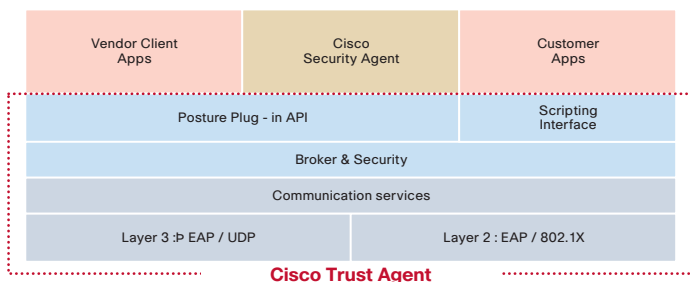 Vendor Client
Apps
Cisco
Security Agent
Customer
Apps
Posture Plug - in API
Scripting
Interface
Broker & Security
Communication services
Layer 3 :Þ EAP / UDP
Layer 2 : EAP / 802.1X
Cisco Trust Agent